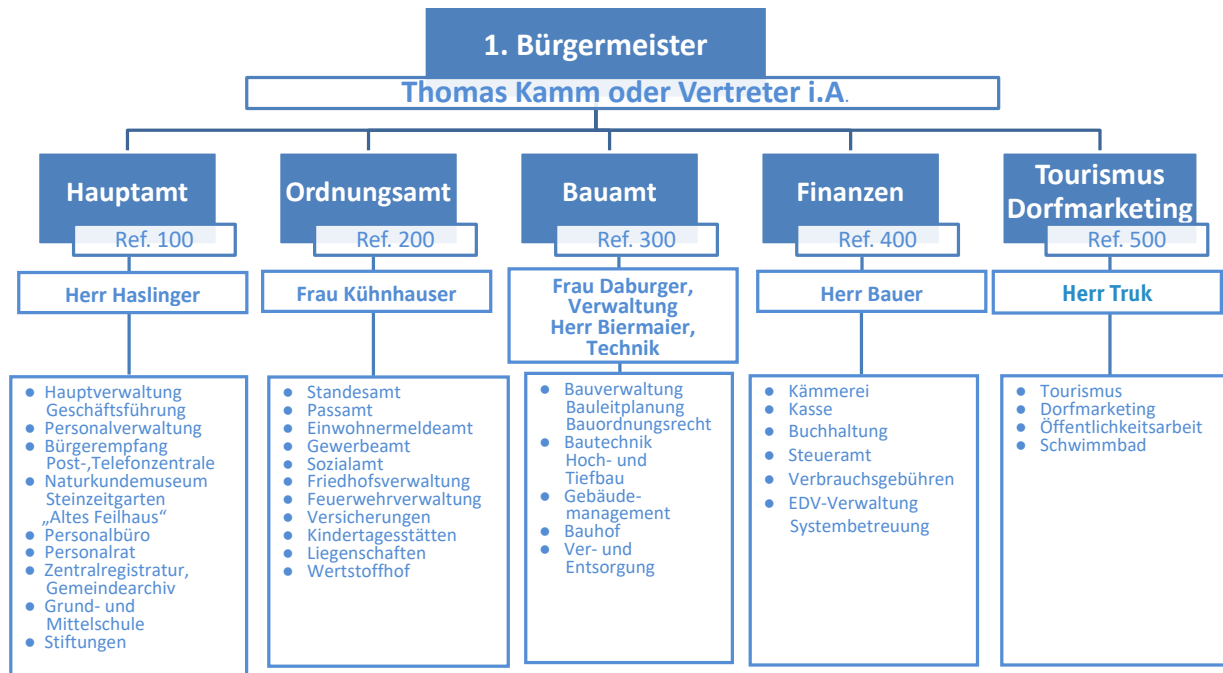 1. Bürgermeister
Thomas Kamm oder Vertreter i.A.
Hauptamt
Ref. 100
Herr Haslinger
● Hauptverwaltung
Geschäftsführung
● Personalverwaltung
● Bürgerempfang
Post-,Telefonzentrale
● Naturkundemuseum
Steinzeitgarten
„Altes Feilhaus“
● Personalbüro
● Personalrat
● Zentralregistratur,
Gemeindearchiv
● Grund- und
Mittelschule
● Stiftungen
Ordnungsamt
Ref. 200
Frau Kühnhauser
● Standesamt
● Passamt
● Einwohnermeldeamt
● Gewerbeamt
● Sozialamt
● Friedhofsverwaltung
● Feuerwehrverwaltung
● Versicherungen
● Kindertagesstätten
● Liegenschaften
● Wertstoffhof
Bauamt
Ref. 300
Frau Daburger,
Verwaltung
Herr Biermaier,
Technik
● Bauverwaltung
Bauleitplanung
Bauordnungsrecht
● Bautechnik
Hoch- und
Tiefbau
● Gebäude-
management
● Bauhof
● Ver- und
Entsorgung
Finanzen
Ref. 400
Herr Bauer
● Kämmerei
● Kasse
● Buchhaltung
● Steueramt
● Verbrauchsgebühren
● EDV-Verwaltung
Systembetreuung
Tourismus
Dorfmarketing
Ref. 500
Herr Truk
● Tourismus
● Dorfmarketing
● Öffentlichkeitsarbeit
● Schwimmbad